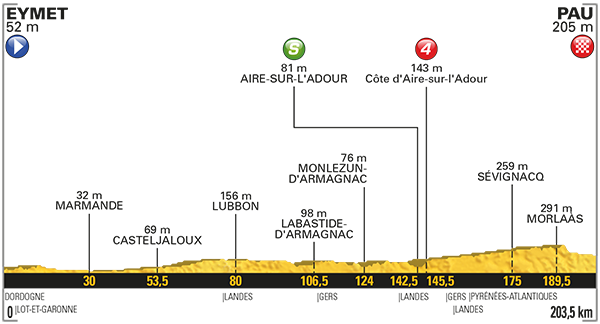 EYMET
52 m
PAU
205 m
S
81 m
AIRE-SUR-L'ADOUR
4
143 m
Côte d'Aire-sur-l'Adour
32 m
MARMANDE
69 m
CASTELJALOUX
156 m
LUBBON
98 m
LABASTIDE-
D'ARMAGNAC
76 m
MONLEZUN-
D'ARMAGNAC
259 m
SÉVIGNACQ
291 m
MORLAÀS
30
53,5
80
106,5
124
142,5
145,5
175
189,5
DORDOGNE
|LOT-ET-GARONNE
|LANDES
|GERS
|LANDES
|GERS
|PYRÉNÉES-ATLANTIQUES
|LANDES
0
203,5 km